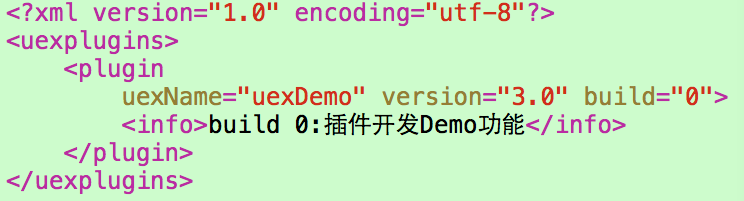 <?xml version="1.0" encoding="utf-8"?>
<uexplugins>
<plugin
uexName="uexDemo" version="3.0" build="0">
<info>build 0:插件开发Demo功能</info>
</plugin>
</uexplugins>